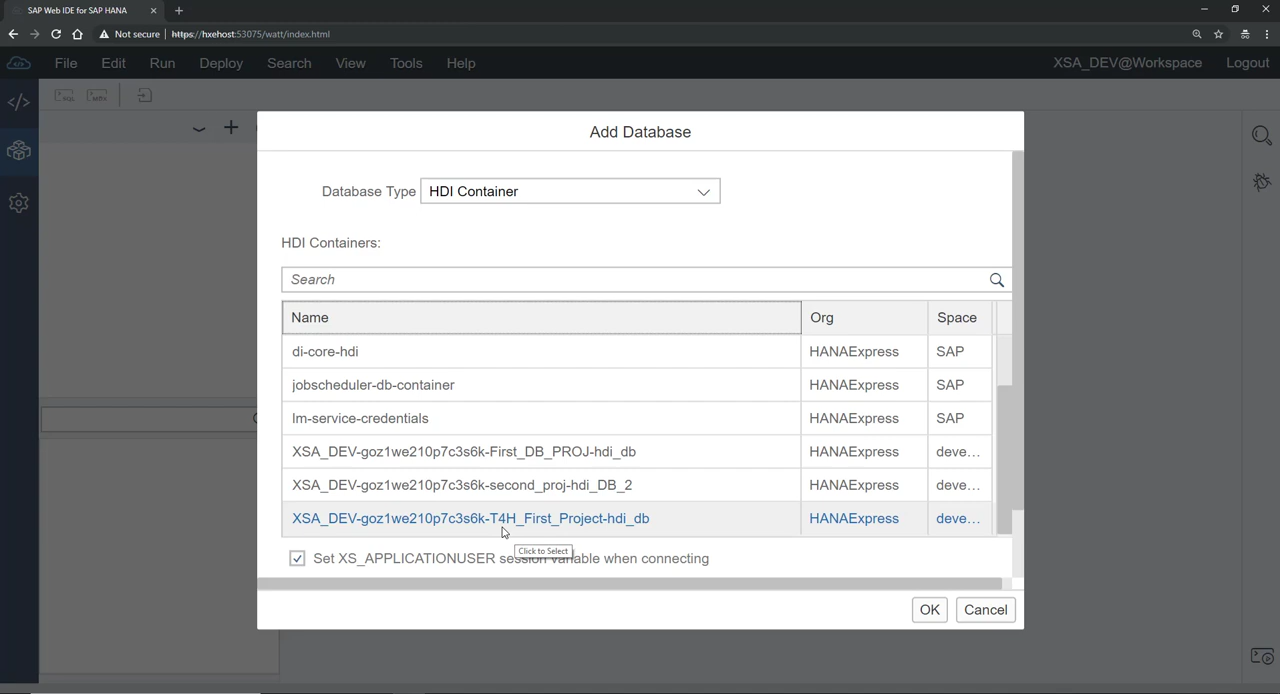 SAP Web IDE for SAP HANA
Not secure | https://hxehost:53075/watt/index.html
File Edit Run Deploy Search View Tools Help XSA_DEV@Workspace Logout
SQL MDX
Add Database
Database Type HDI Container
HDI Containers:
Search
Name Org Space
di-core-hdi HANAExpress SAP
jobscheduler-db-container HANAExpress SAP
lm-service-credentials HANAExpress SAP
XSA_DEV-goz1we210p7c3s6k-First_DB_PROJ-hdi_db HANAExpress deve...
XSA_DEV-goz1we210p7c3s6k-second_proj-hdi_DB_2 HANAExpress deve...
XSA_DEV-goz1we210p7c3s6k-T4H_First_Project-hdi_db HANAExpress deve...
Click to Select
Set XS_APPLICATIONUSER session variable when connecting
OK Cancel